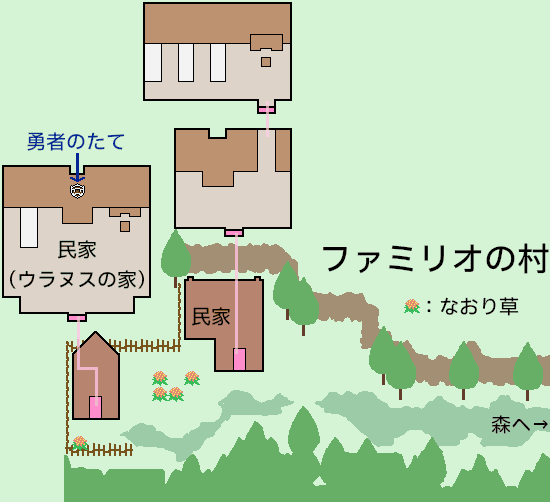 勇者のたて
民家
（ウラヌスの家）
ファミリオの村
：なおり草
民家
森へ→